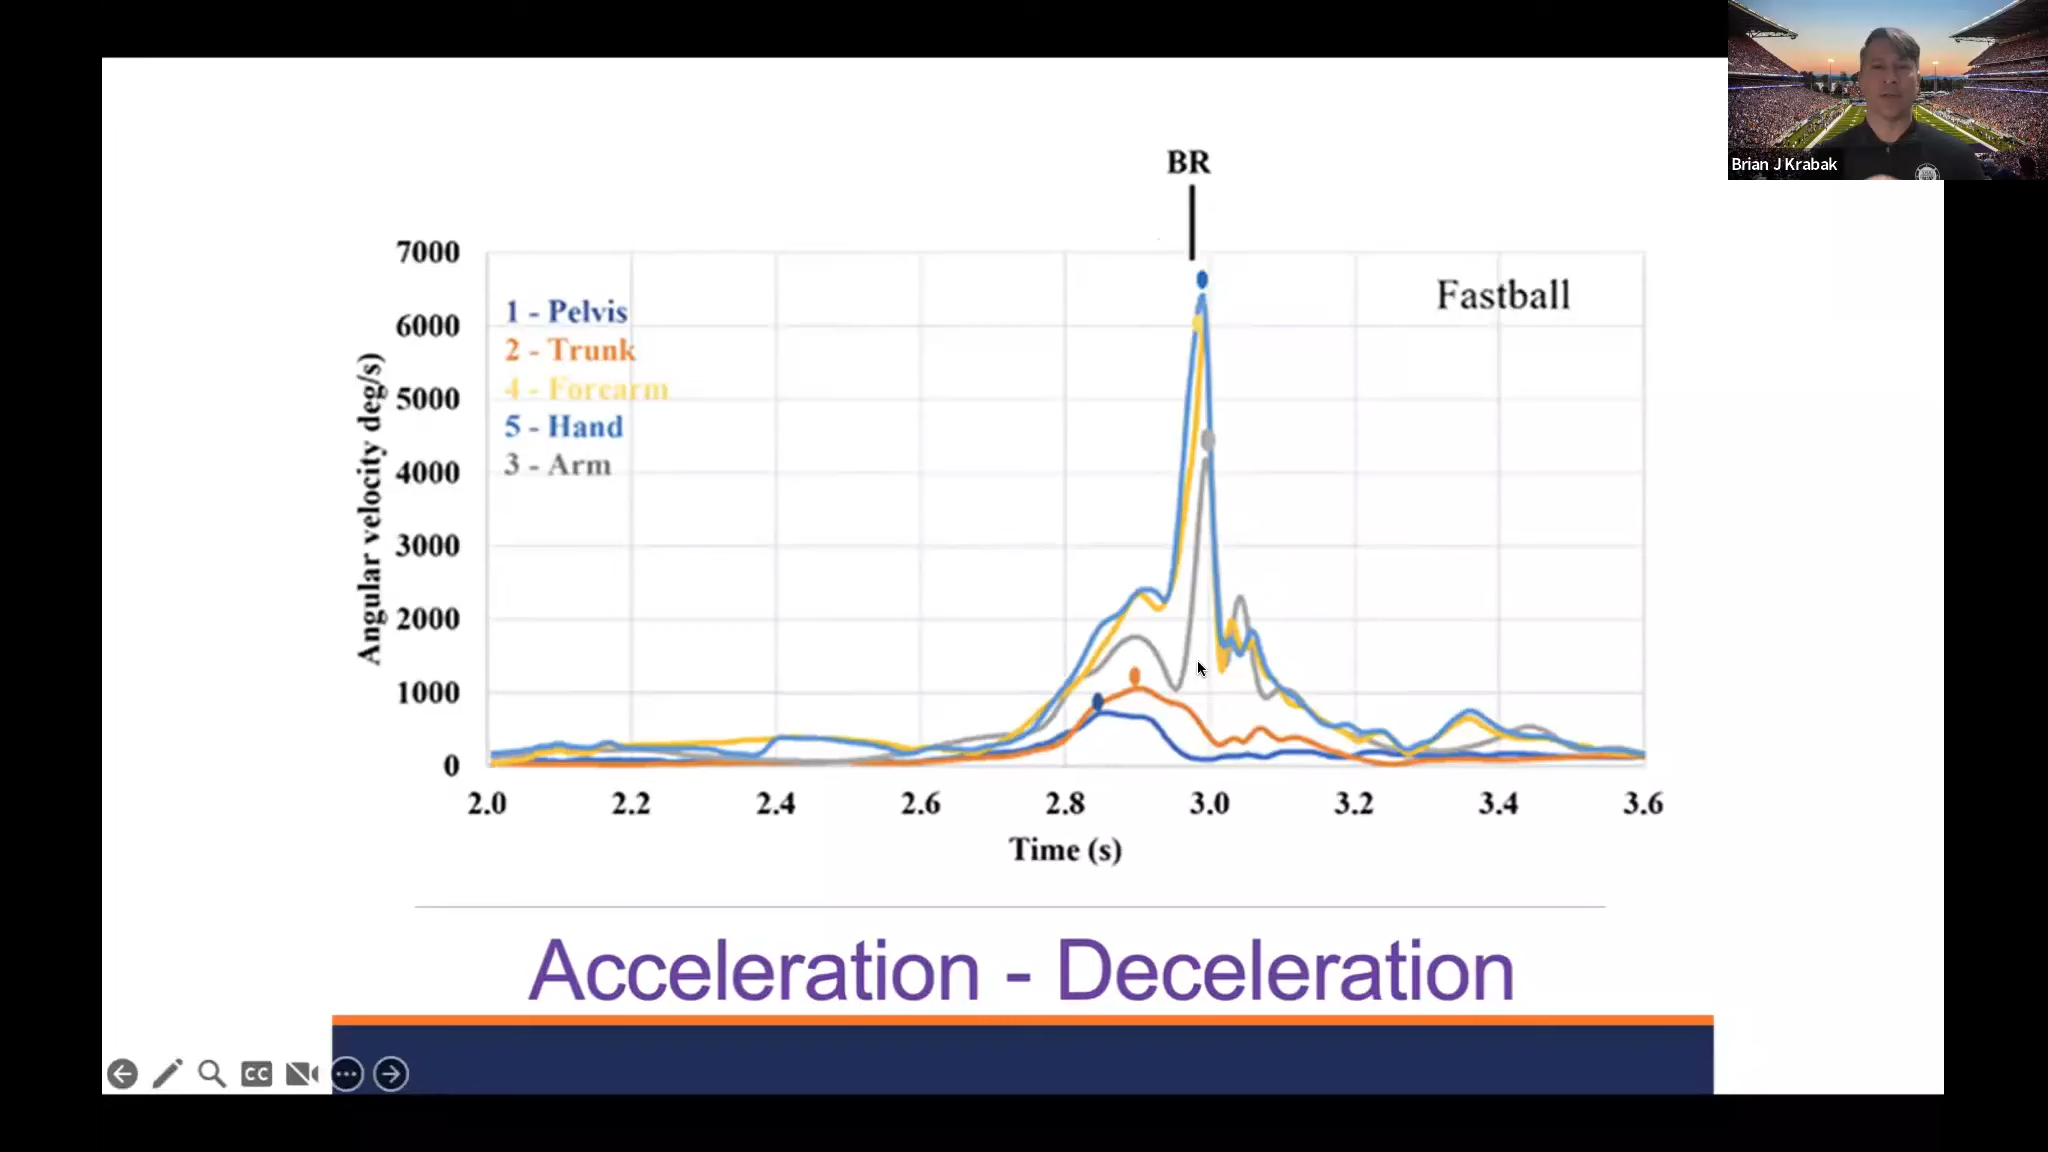 Brian J Krabak
BR
Fastball
7000
6000
5000
4000
3000
2000
1000
0
Angular velocity deg/s)
1 - Pelvis
2 - Trunk
4 - Forearm
5 - Hand
3 - Arm
2.0 2.2 2.4 2.6 2.8 3.0 3.2 3.4 3.6
Time (s)
Acceleration - Deceleration
CC